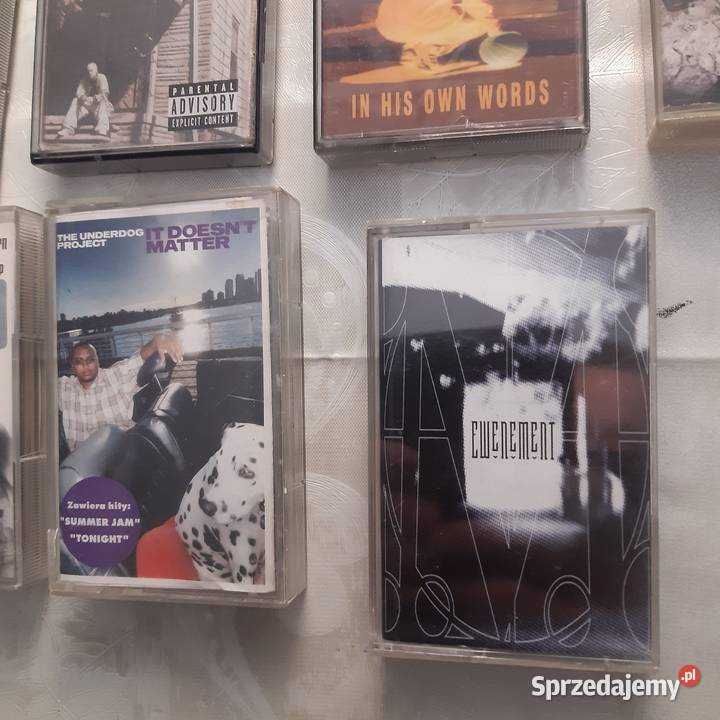 PARENTAL
ADVISORY
EXPLICIT CONTENT
IN HIS OWN WORDS
THE UNDERDOG
PROJECT
IT DOESN'T
MATTER
Zawiera hity:
"SUMMER JAM"
"TONIGHT"
EWENEMENT
Sprzedajemy.pl